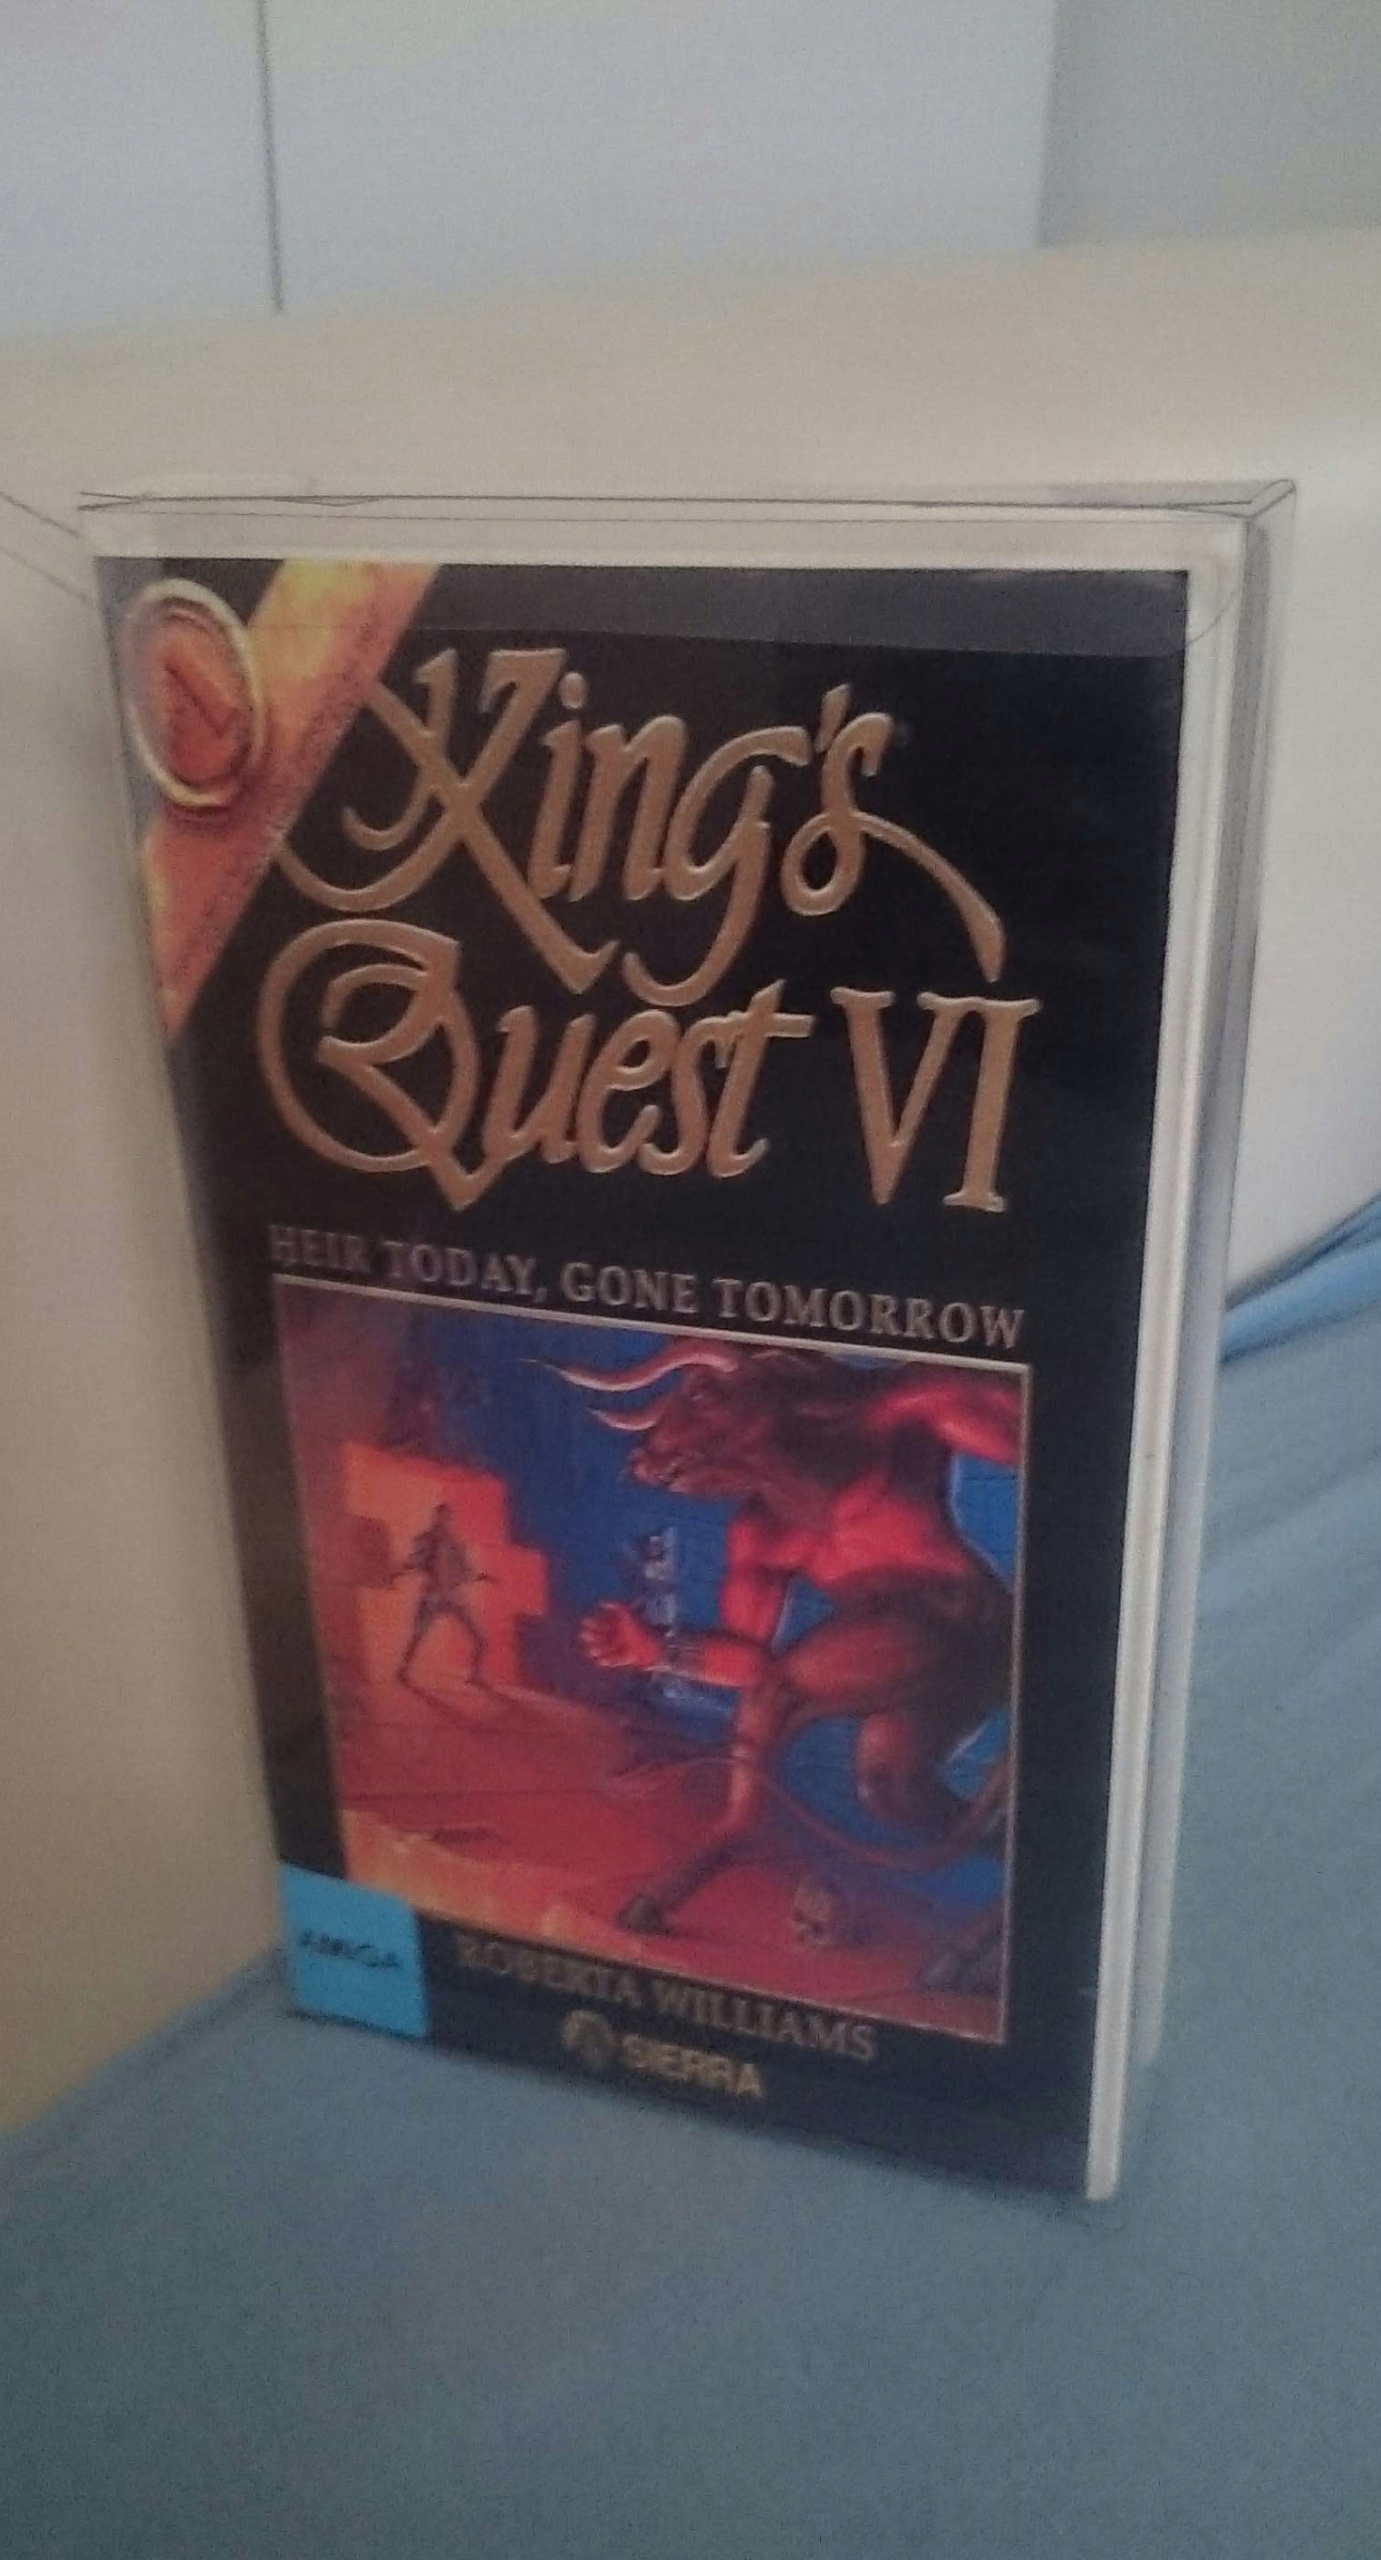 King's
Quest VI
HEIR TODAY, GONE TOMORROW
AMIGA
ROBERTA WILLIAMS
SIERRA